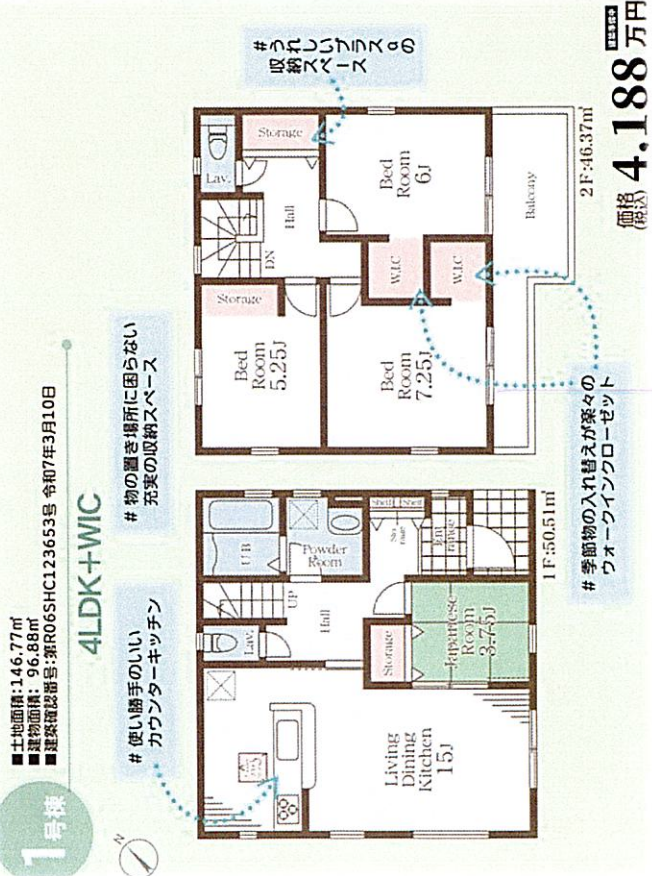 1号棟
■土地面積:146.77㎡
■建物面積: 96.88㎡
■建築確認番号:第R06SHC123653号 令和7年3月10日
4LDK+WIC
# 使い勝手のいい
カウンターキッチン
# 物の置き場所に困らない
充実の収納スペース
#うれしいプラスαの
収納スペース
N
Living
Dining
Kitchen
15J
Lav.
UP
Hall
U/B
Powder
Room
Storage
Japanese
Room
3.75J
Storage
Shelf
Shelf
Entrance
1F:50.51㎡
Bed
Room
5.25J
Storage
DN
Hall
Lav.
Storage
Bed
Room
7.25J
W.I.C
W.I.C
Bed
Room
6J
Balcony
2F:46.37㎡
# 季節物の入れ替えが楽々の
ウォークインクローゼット
価格
(税込)
4.188
万円